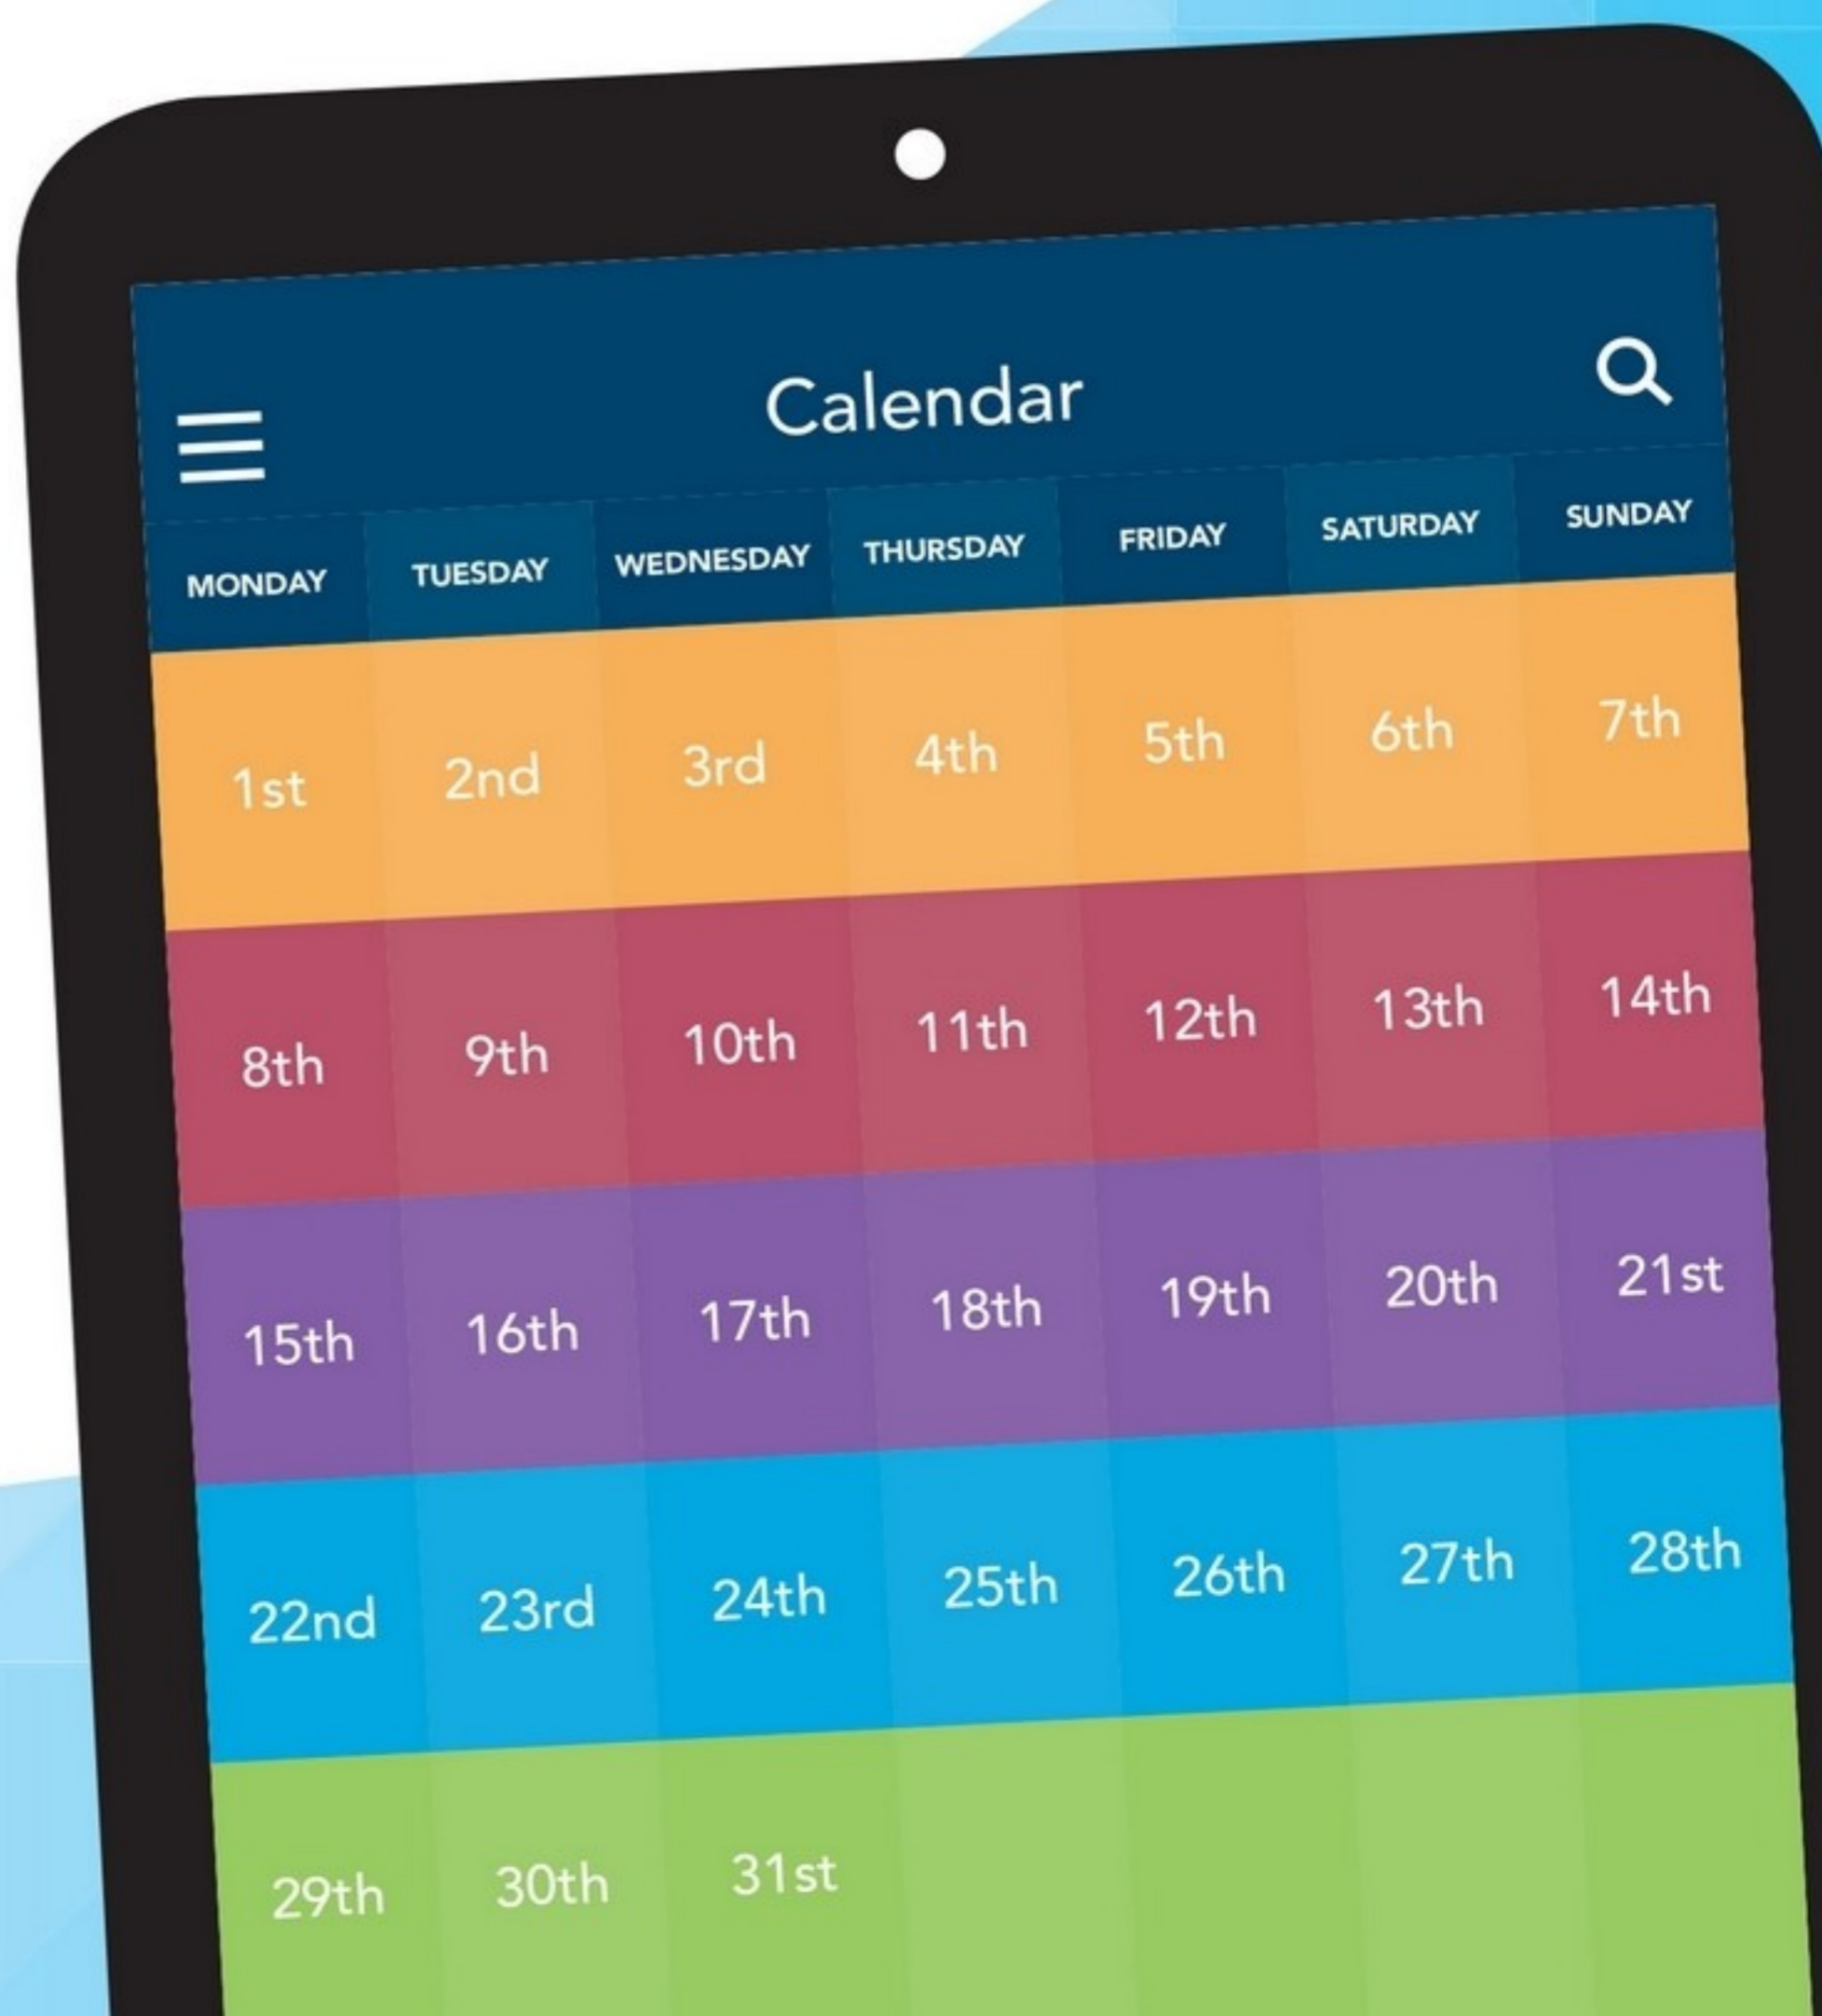 Calendar
MONDAY TUESDAY WEDNESDAY THURSDAY FRIDAY SATURDAY SUNDAY
1st 2nd 3rd 4th 5th 6th 7th
8th 9th 10th 11th 12th 13th 14th
15th 16th 17th 18th 19th 20th 21st
22nd 23rd 24th 25th 26th 27th 28th
29th 30th 31st